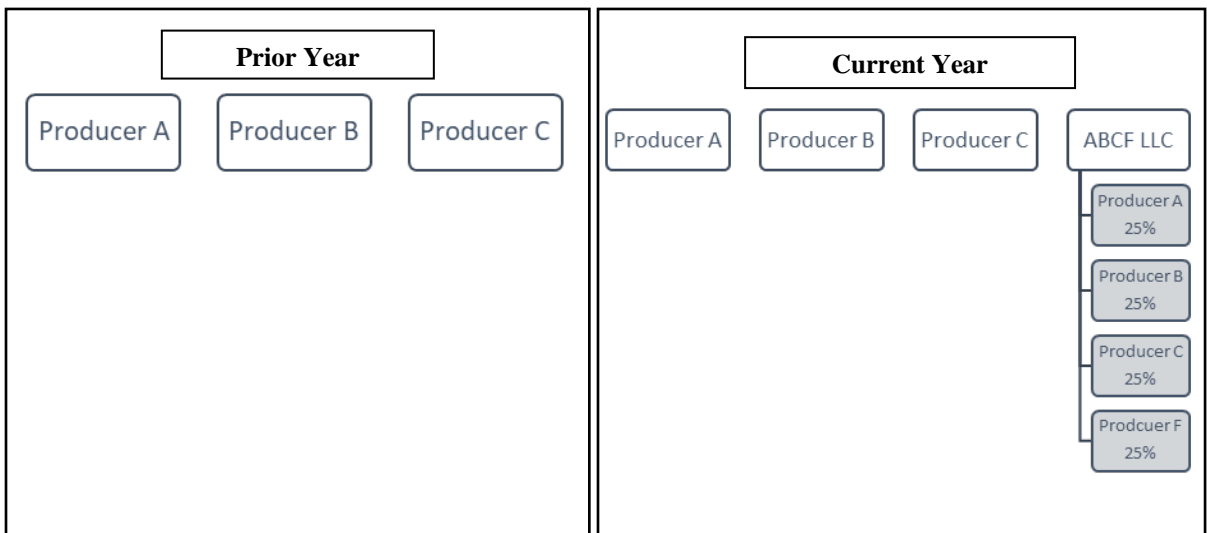 Prior Year
Producer A
Producer B
Producer C
Current Year
Producer A
Producer B
Producer C
ABCF LLC
Producer A
25%
Producer B
25%
Producer C
25%
Prodcuer F
25%